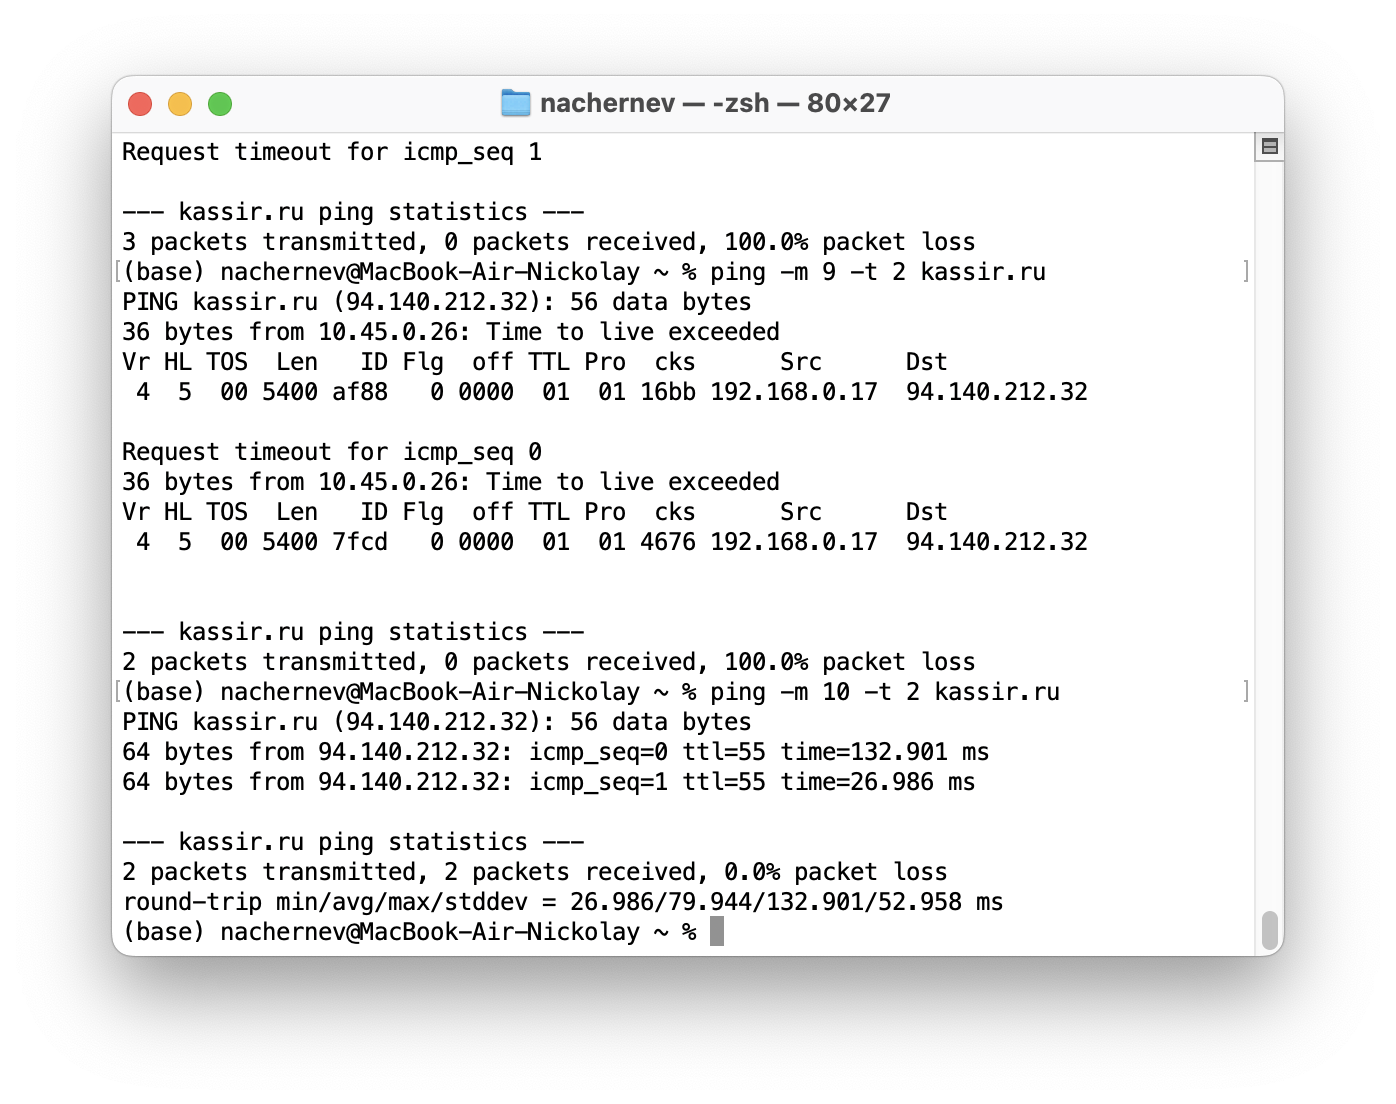 nachernev — -zsh — 80×27
Request timeout for icmp_seq 1
--- kassir.ru ping statistics ---
3 packets transmitted, 0 packets received, 100.0% packet loss
[(base) nachernev@MacBook-Air-Nickolay ~ % ping -m 9 -t 2 kassir.ru ]
PING kassir.ru (94.140.212.32): 56 data bytes
36 bytes from 10.45.0.26: Time to live exceeded
Vr HL TOS  Len   ID Flg  off TTL Pro  cks      Src      Dst
 4  5  00 5400 af88   0 0000  01  01 16bb 192.168.0.17  94.140.212.32
Request timeout for icmp_seq 0
36 bytes from 10.45.0.26: Time to live exceeded
Vr HL TOS  Len   ID Flg  off TTL Pro  cks      Src      Dst
 4  5  00 5400 7fcd   0 0000  01  01 4676 192.168.0.17  94.140.212.32
--- kassir.ru ping statistics ---
2 packets transmitted, 0 packets received, 100.0% packet loss
[(base) nachernev@MacBook-Air-Nickolay ~ % ping -m 10 -t 2 kassir.ru ]
PING kassir.ru (94.140.212.32): 56 data bytes
64 bytes from 94.140.212.32: icmp_seq=0 ttl=55 time=132.901 ms
64 bytes from 94.140.212.32: icmp_seq=1 ttl=55 time=26.986 ms
--- kassir.ru ping statistics ---
2 packets transmitted, 2 packets received, 0.0% packet loss
round-trip min/avg/max/stddev = 26.986/79.944/132.901/52.958 ms
(base) nachernev@MacBook-Air-Nickolay ~ %